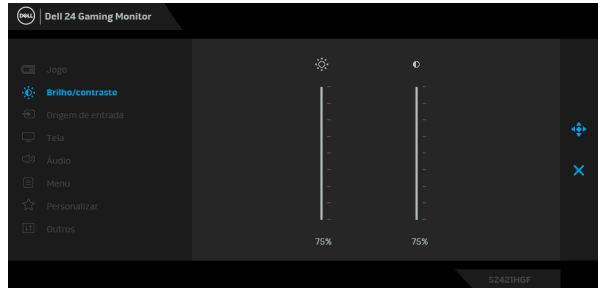 DELL
Dell 24 Gaming Monitor
Jogo
Brilho/contraste
Origem de entrada
Tela
Áudio
Menu
Personalizar
Outros
75% 75%
S2421HGF